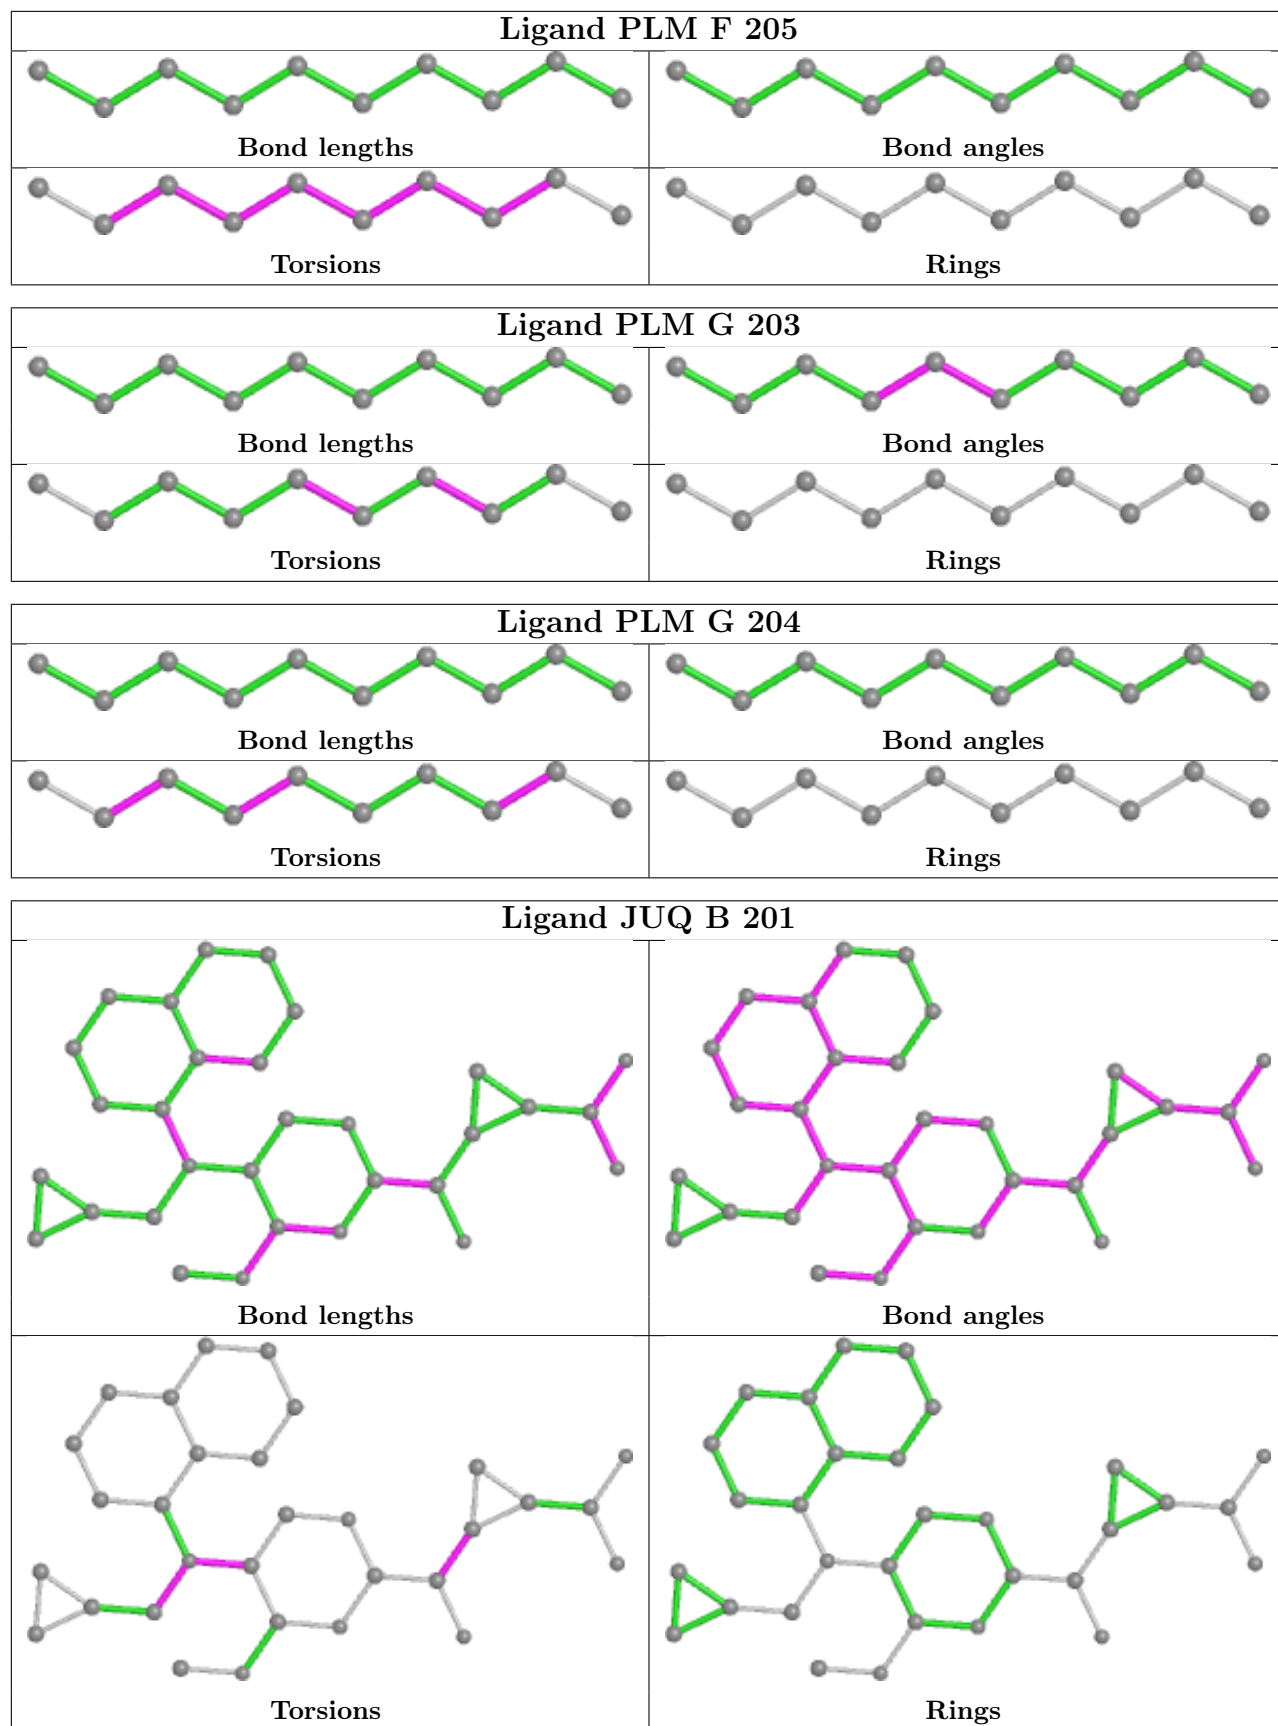 Ligand PLM F 205
Bond lengths
Bond angles
Torsions
Rings
Ligand PLM G 203
Bond lengths
Bond angles
Torsions
Rings
Ligand PLM G 204
Bond lengths
Bond angles
Torsions
Rings
Ligand JUQ B 201
Bond lengths
Bond angles
Torsions
Rings